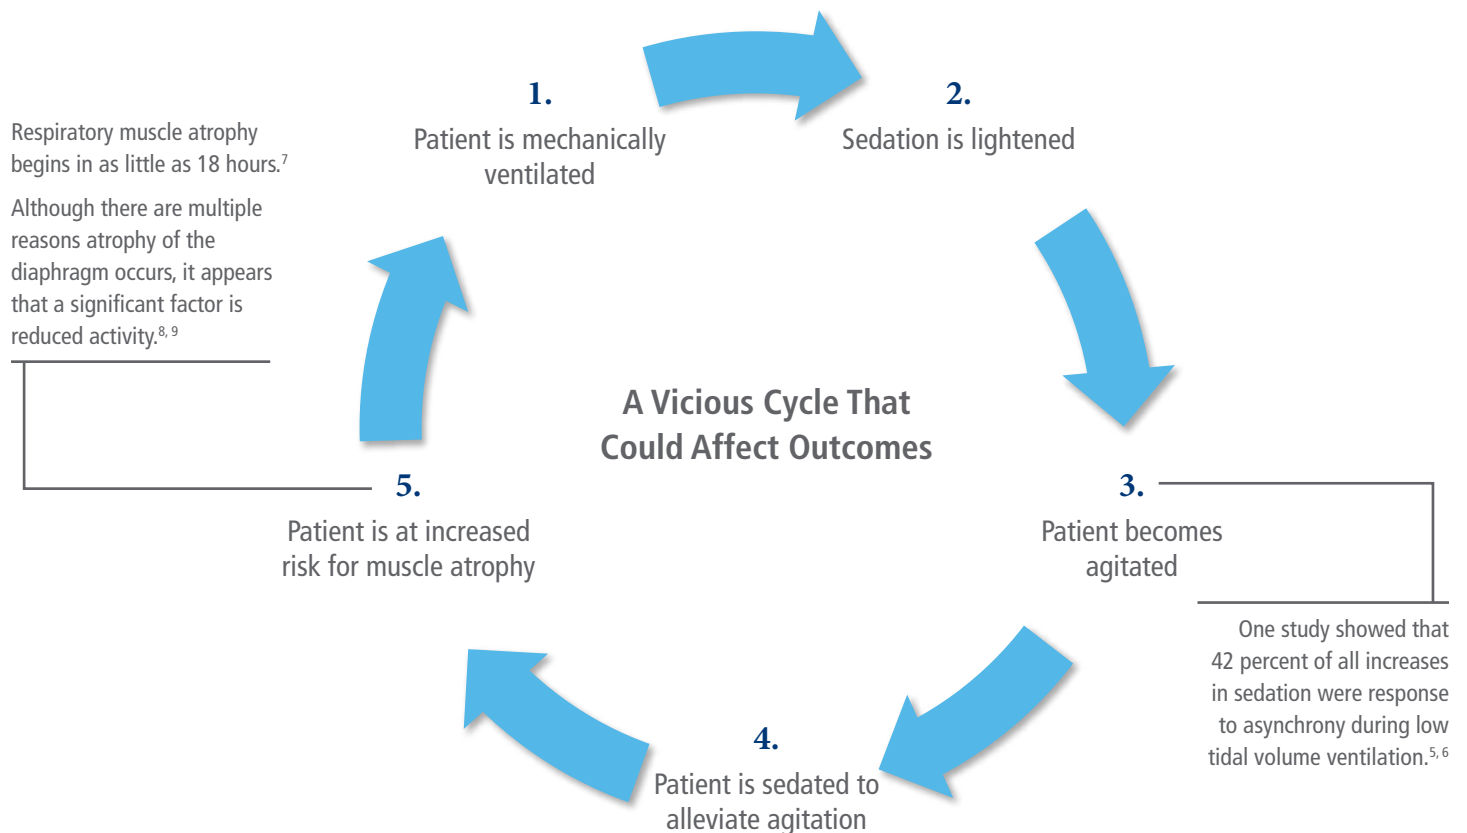 1.
Patient is mechanically
ventilated
2.
Sedation is lightened
Respiratory muscle atrophy
begins in as little as 18 hours.7
Although there are multiple
reasons atrophy of the
diaphragm occurs, it appears
that a significant factor is
reduced activity.8, 9
A Vicious Cycle That
Could Affect Outcomes
3.
Patient becomes
agitated
One study showed that
42 percent of all increases
in sedation were response
to asynchrony during low
tidal volume ventilation.5, 6
4.
Patient is sedated to
alleviate agitation
5.
Patient is at increased
risk for muscle atrophy